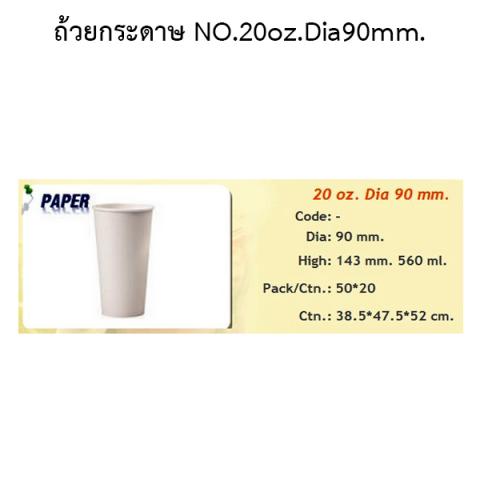 ถ้วยกระดาษ NO.20oz.Dia90mm.
PAPER
20 oz. Dia 90 mm.
Code: -
Dia: 90 mm.
High: 143 mm. 560 ml.
Pack/Ctn.: 50*20
Ctn.: 38.5*47.5*52 cm.